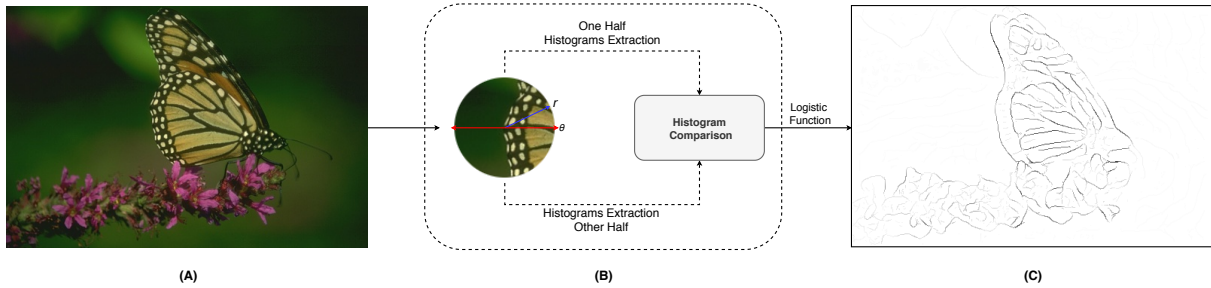 One Half
Histograms Extraction
r
θ
Histogram
Comparison
Logistic
Function
Histograms Extraction
Other Half
(A)
(B)
(C)